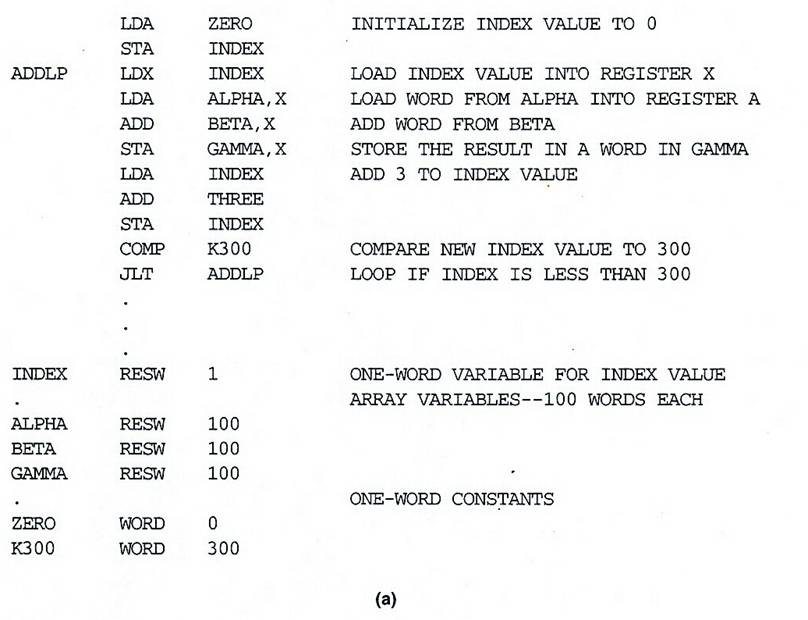 LDA ZERO INITIALIZE INDEX VALUE TO 0
STA INDEX
ADDLP LDX INDEX LOAD INDEX VALUE INTO REGISTER X
LDA ALPHA,X LOAD WORD FROM ALPHA INTO REGISTER A
ADD BETA,X ADD WORD FROM BETA
STA GAMMA,X STORE THE RESULT IN A WORD IN GAMMA
LDA INDEX ADD 3 TO INDEX VALUE
ADD THREE
STA INDEX
COMP K300 COMPARE NEW INDEX VALUE TO 300
JLT ADDLP LOOP IF INDEX IS LESS THAN 300
.
.
.
INDEX RESW 1 ONE-WORD VARIABLE FOR INDEX VALUE
. ARRAY VARIABLES--100 WORDS EACH
ALPHA RESW 100
BETA RESW 100
GAMMA RESW 100
. ONE-WORD CONSTANTS
ZERO WORD 0
K300 WORD 300
(a)